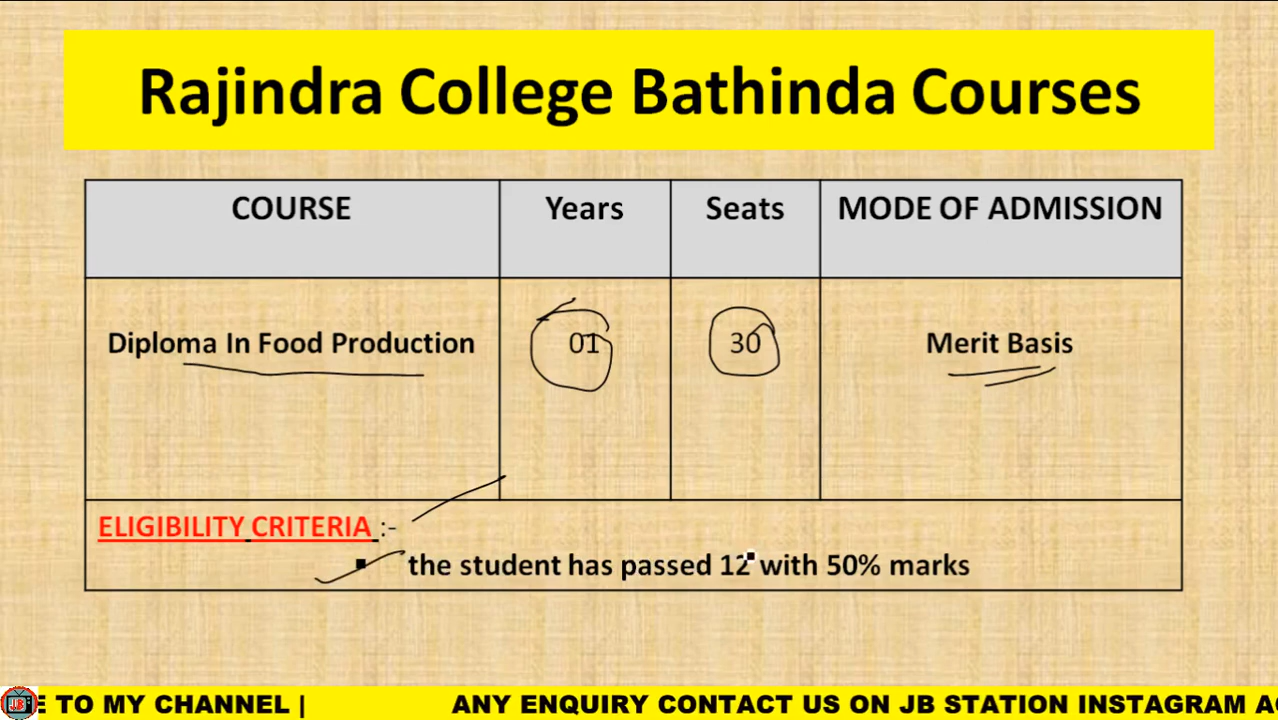 Rajindra College Bathinda Courses
COURSE Years Seats MODE OF ADMISSION
Diploma In Food Production 01 30 Merit Basis
ELIGIBILITY CRITERIA :-
▪ the student has passed 12 with 50% marks
JB E TO MY CHANNEL | ANY ENQUIRY CONTACT US ON JB STATION INSTAGRAM A